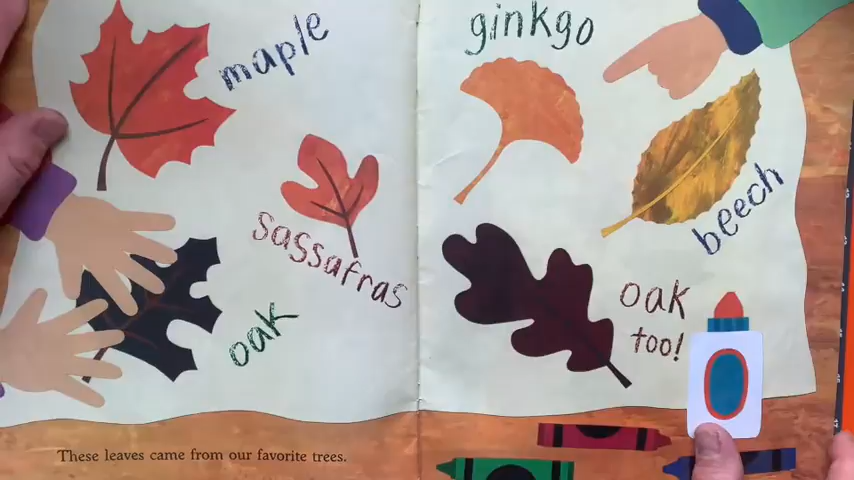 maple
sassafras
oak
These leaves came from our favorite trees.
ginkgo
beech
oak
too!